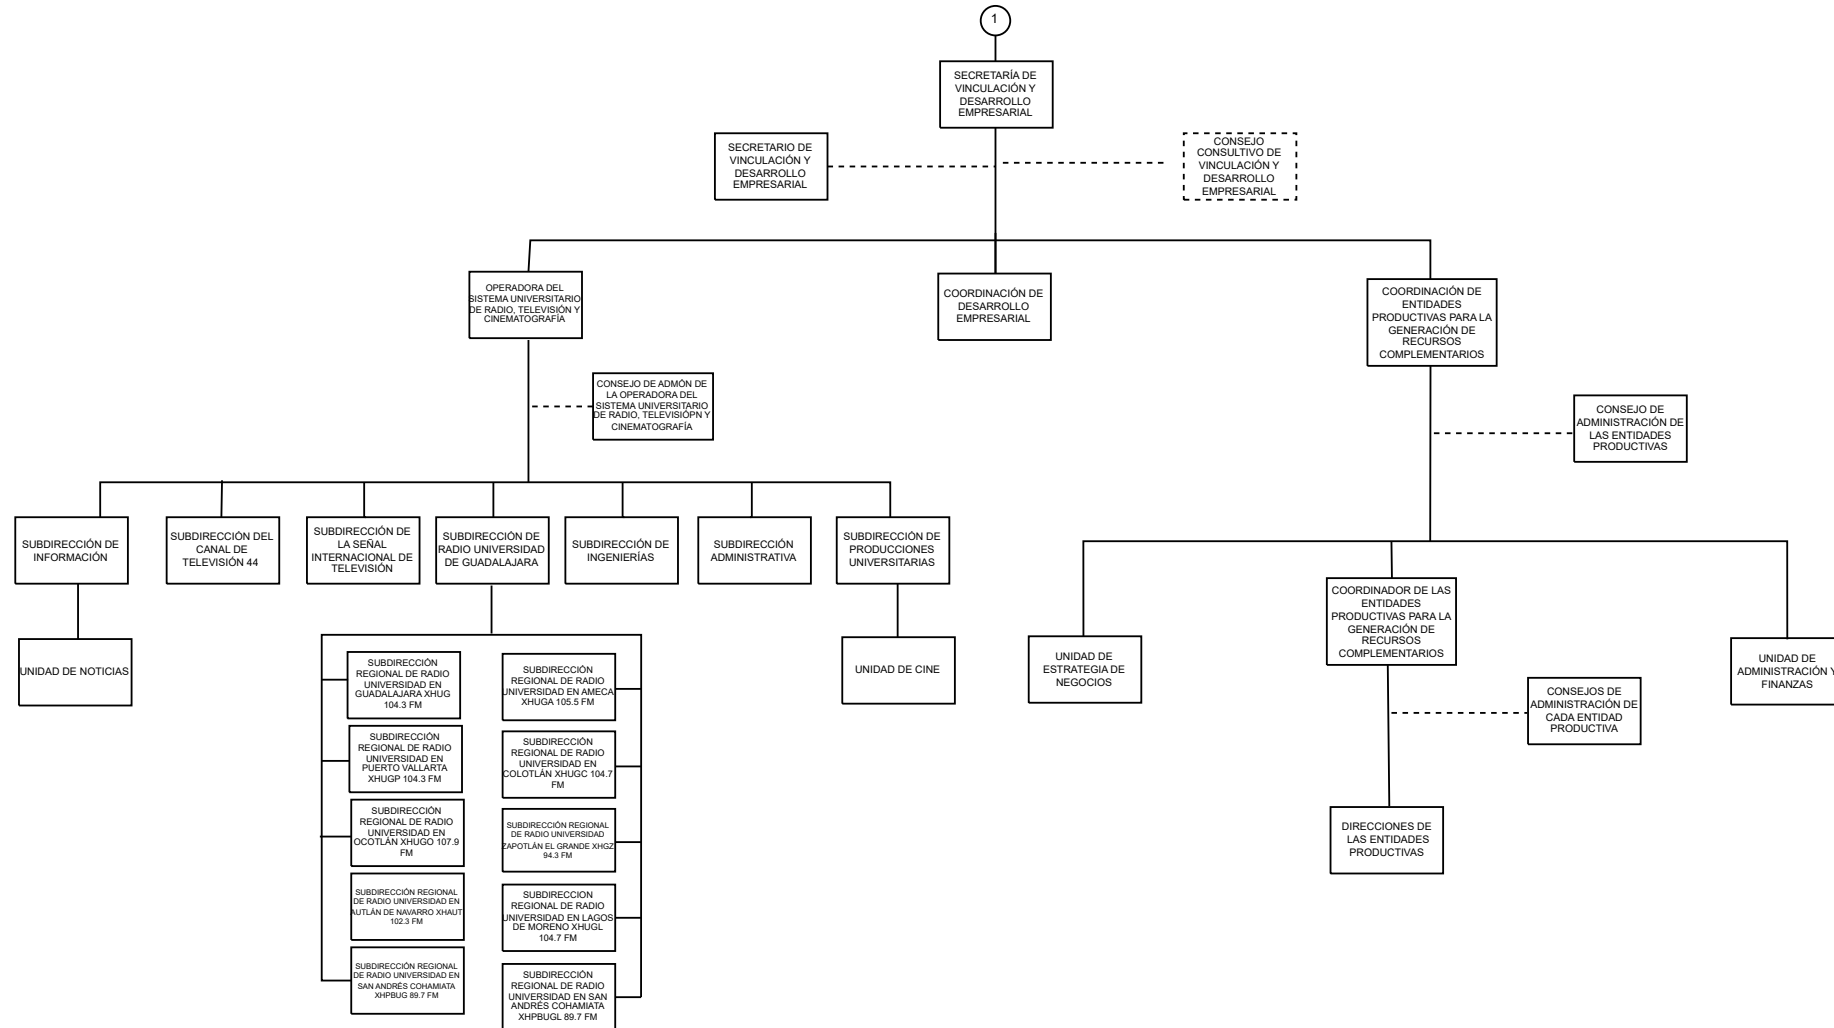 1
SECRETARÍA DE
VINCULACIÓN Y
DESARROLLO
EMPRESARIAL
SECRETARIO DE
VINCULACIÓN Y
DESARROLLO
EMPRESARIAL
CONSEJO
CONSULTIVO DE
VINCULACIÓN Y
DESARROLLO
EMPRESARIAL
OPERADORA DEL
SISTEMA UNIVERSITARIO
DE RADIO, TELEVISIÓN Y
CINEMATOGRAFÍA
COORDINACIÓN DE
DESARROLLO
EMPRESARIAL
COORDINACIÓN DE
ENTIDADES
PRODUCTIVAS PARA LA
GENERACIÓN DE
RECURSOS
COMPLEMENTARIOS
CONSEJO DE ADMÓN DE
LA OPERADORA DEL
SISTEMA UNIVERSITARIO
DE RADIO, TELEVISIÓPN Y
CINEMATOGRAFÍA
CONSEJO DE
ADMINISTRACIÓN DE
LAS ENTIDADES
PRODUCTIVAS
SUBDIRECCIÓN DE
INFORMACIÓN
SUBDIRECCIÓN DEL
CANAL DE
TELEVISIÓN 44
SUBDIRECCIÓN DE
LA SEÑAL
INTERNACIONAL DE
TELEVISIÓN
SUBDIRECCIÓN DE
RADIO UNIVERSIDAD
DE GUADALAJARA
SUBDIRECCIÓN DE
INGENIERÍAS
SUBDIRECCIÓN
ADMINISTRATIVA
SUBDIRECCIÓN DE
PRODUCCIONES
UNIVERSITARIAS
UNIDAD DE NOTICIAS
UNIDAD DE CINE
UNIDAD DE
ESTRATEGIA DE
NEGOCIOS
COORDINADOR DE LAS
ENTIDADES
PRODUCTIVAS PARA LA
GENERACIÓN DE
RECURSOS
COMPLEMENTARIOS
UNIDAD DE
ADMINISTRACIÓN Y
FINANZAS
CONSEJOS DE
ADMINISTRACIÓN DE
CADA ENTIDAD
PRODUCTIVA
DIRECCIONES DE
LAS ENTIDADES
PRODUCTIVAS
SUBDIRECCIÓN
REGIONAL DE RADIO
UNIVERSIDAD EN
GUADALAJARA XHUG
104.3 FM
SUBDIRECCIÓN
REGIONAL DE RADIO
UNIVERSIDAD EN AMECA
XHUGA 105.5 FM
SUBDIRECCIÓN
REGIONAL DE RADIO
UNIVERSIDAD EN
PUERTO VALLARTA
XHUGP 104.3 FM
SUBDIRECCIÓN
REGIONAL DE RADIO
UNIVERSIDAD EN
COLOTLÁN XHUGC 104.7
FM
SUBDIRECCIÓN
REGIONAL DE RADIO
UNIVERSIDAD EN
OCOTLÁN XHUGO 107.9
FM
SUBDIRECCIÓN REGIONAL
DE RADIO UNIVERSIDAD
ZAPOTLÁN EL GRANDE XHGZ
94.3 FM
SUBDIRECCIÓN REGIONAL
DE RADIO UNIVERSIDAD EN
AUTLÁN DE NAVARRO XHAUT
102.3 FM
SUBDIRECCION
REGIONAL DE RADIO
UNIVERSIDAD EN LAGOS
DE MORENO XHUGL
104.7 FM
SUBDIRECCIÓN REGIONAL
DE RADIO UNIVERSIDAD EN
SAN ANDRÉS COHAMIATA
XHPBUG 89.7 FM
SUBDIRECCIÓN
REGIONAL DE RADIO
UNIVERSIDAD EN SAN
ANDRÉS COHAMIATA
XHPBUGL 89.7 FM